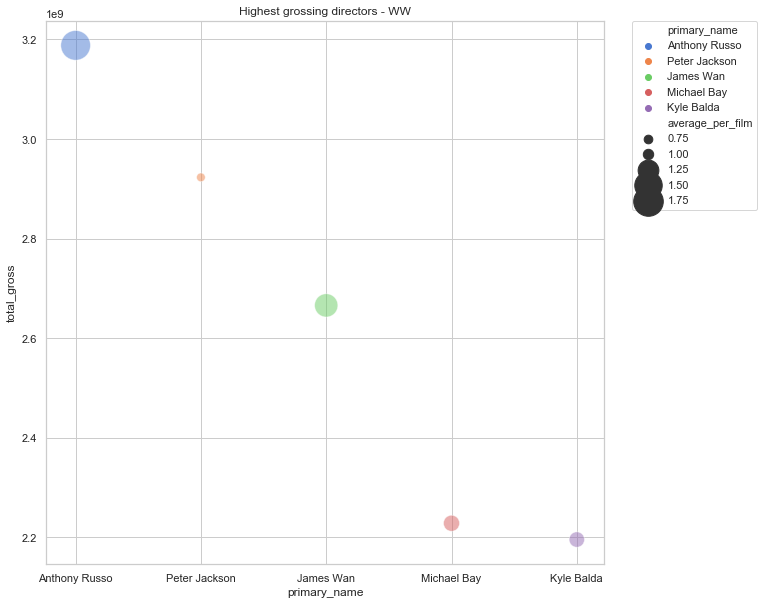 Highest grossing directors - WW
1e9
3.2
3.0
2.8
2.6
2.4
2.2
total_gross
Anthony Russo
Peter Jackson
James Wan
Michael Bay
Kyle Balda
primary_name
primary_name
Anthony Russo
Peter Jackson
James Wan
Michael Bay
Kyle Balda
average_per_film
0.75
1.00
1.25
1.50
1.75